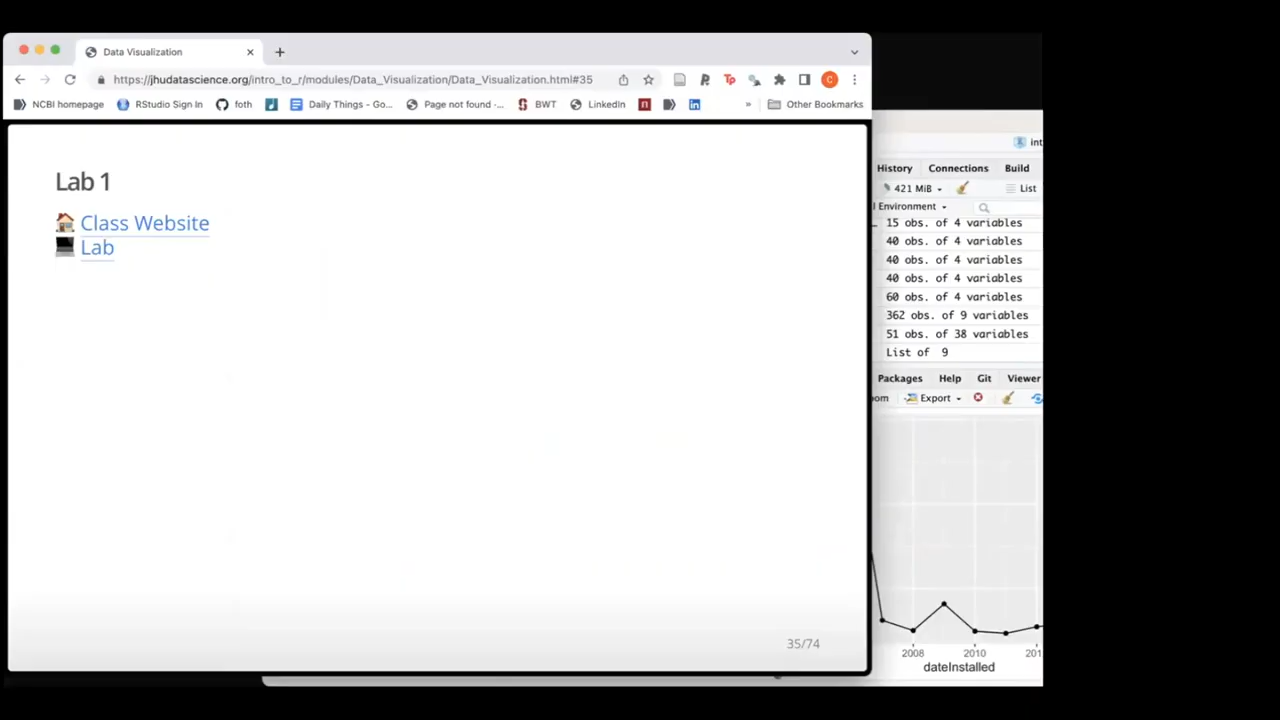 Data Visualization
https://jhudatascience.org/intro_to_r/modules/Data_Visualization/Data_Visualization.html#35
NCBI homepage RStudio Sign In foth Daily Things - Go... Page not found -... BWT LinkedIn » Other Bookmarks
Lab 1
Class Website
Lab
35/74
History Connections Build
421 MiB List
Environment
15 obs. of 4 variables
40 obs. of 4 variables
40 obs. of 4 variables
40 obs. of 4 variables
60 obs. of 4 variables
362 obs. of 9 variables
51 obs. of 38 variables
List of 9
Packages Help Git Viewer
Export
2008 2010
dateInstalled